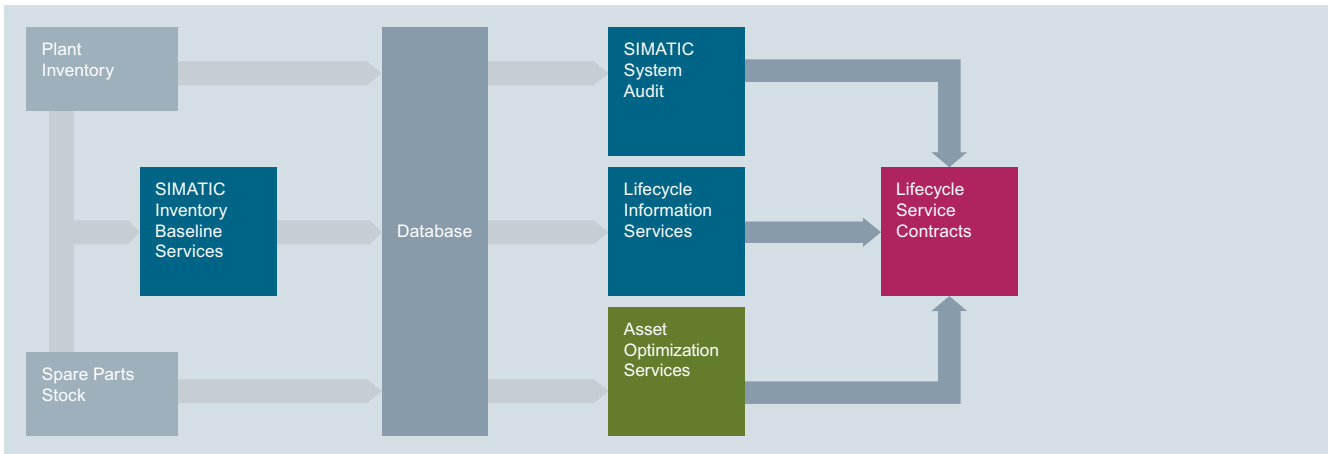 Plant
Inventory
SIMATIC
Inventory
Baseline
Services
Spare Parts
Stock
Database
SIMATIC
System
Audit
Lifecycle
Information
Services
Asset
Optimization
Services
Lifecycle
Service
Contracts